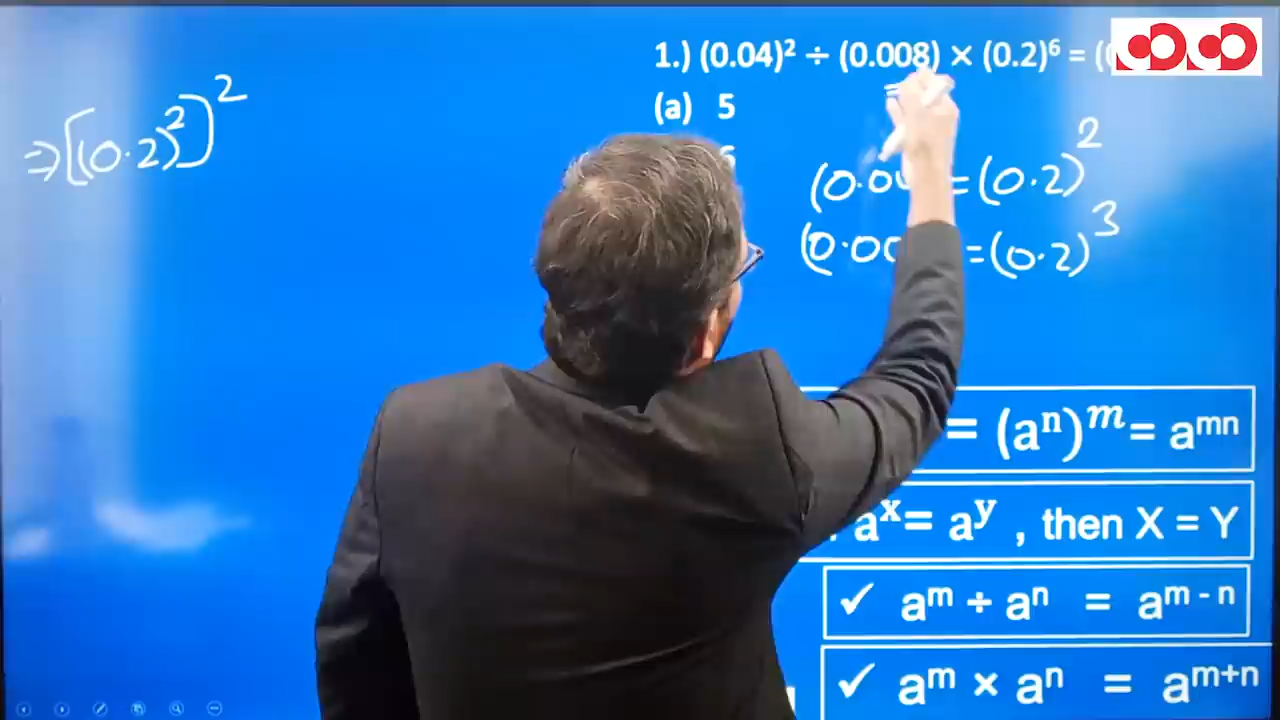 1.) (0.04)² ÷ (0.008) × (0.2)⁶ = (
(a) 5
⇒[(0.2)²]²
= (0.2)²
= (0.2)³
= (aⁿ)ᵐ = aᵐⁿ
aˣ = aʸ , then X = Y
✓ aᵐ ÷ aⁿ = aᵐ⁻ⁿ
✓ aᵐ × aⁿ = aᵐ⁺ⁿ